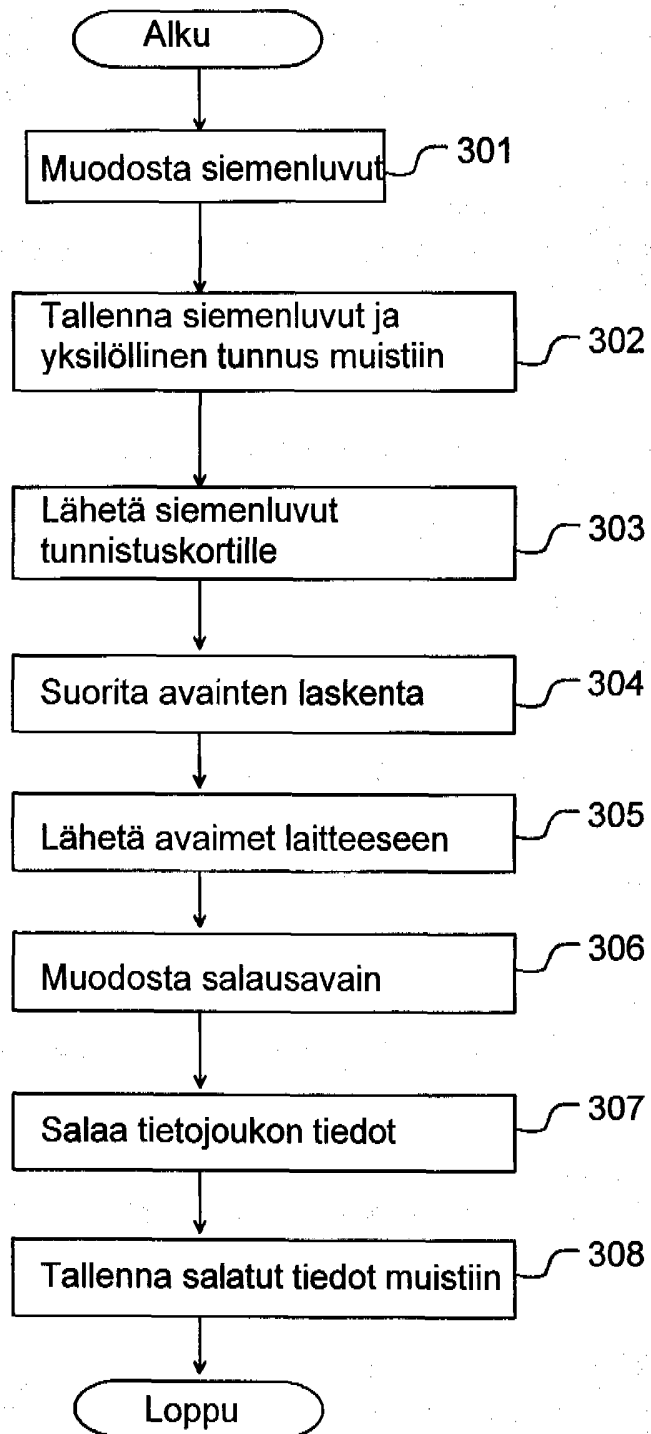 Alku
Muodosta siemenluvut
301
Tallenna siemenluvut ja
yksilöllinen tunnus muistiin
302
Lähetä siemenluvut
tunnistuskortille
303
Suorita avainten laskenta
304
Lähetä avaimet laitteeseen
305
Muodosta salausavain
306
Salaa tietojoukon tiedot
307
Tallenna salatut tiedot muistiin
308
Loppu